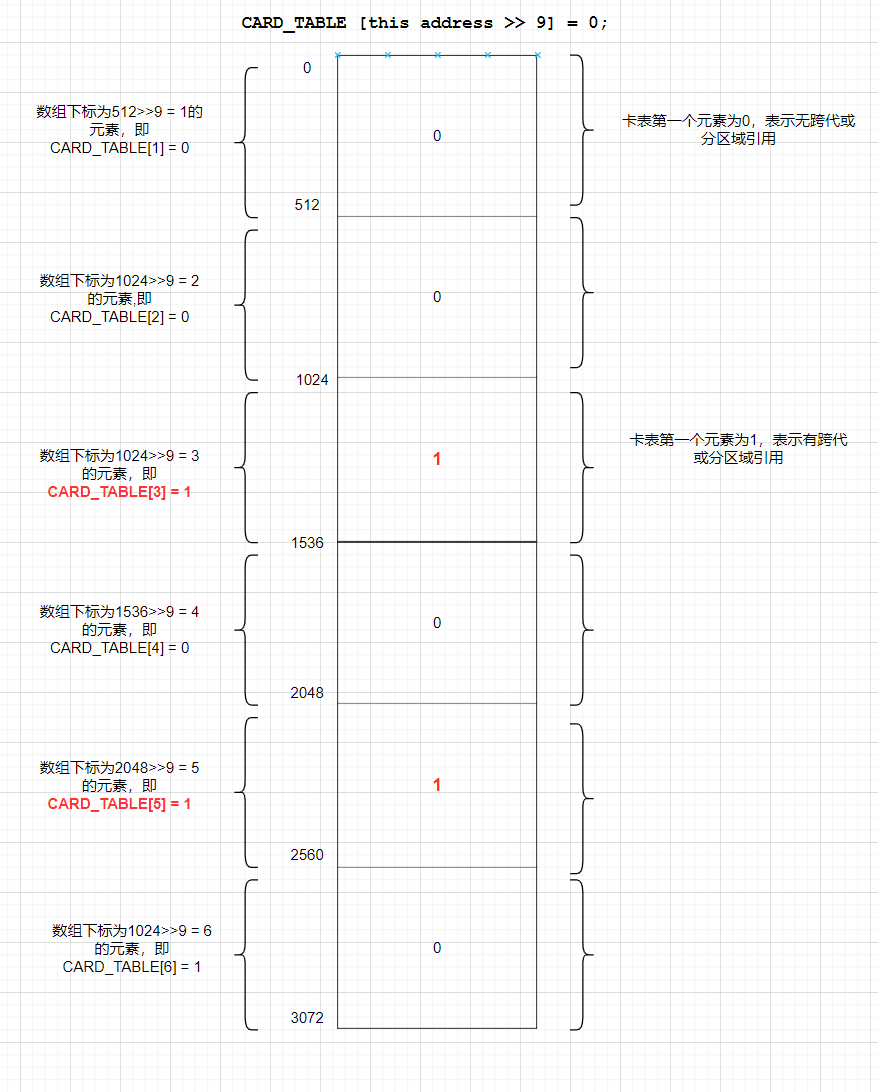 CARD_TABLE [this address >> 9] = 0;
0
数组下标为512>>9 = 1的
元素，即
CARD_TABLE[1] = 0
0
卡表第一个元素为0，表示无跨代或
分区域引用
512
数组下标为1024>>9 = 2
的元素,即
CARD_TABLE[2] = 0
0
1024
数组下标为1024>>9 = 3
的元素，即
CARD_TABLE[3] = 1
1
卡表第一个元素为1，表示有跨代
或分区域引用
1536
数组下标为1536>>9 = 4
的元素，即
CARD_TABLE[4] = 0
0
2048
数组下标为2048>>9 = 5
的元素，即
CARD_TABLE[5] = 1
1
2560
数组下标为1024>>9 = 6
的元素，即
CARD_TABLE[6] = 1
0
3072